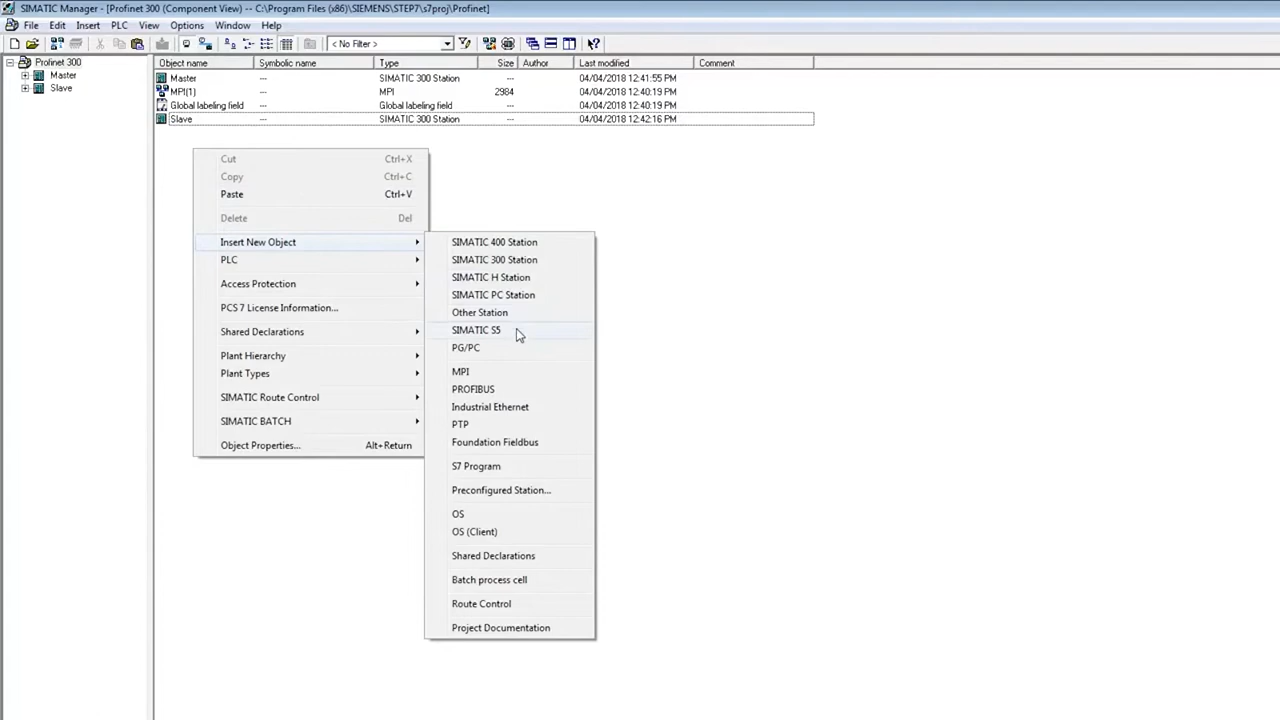 SIMATIC Manager - [Profinet 300 (Component View) -- C:\Program Files (x86)\SIEMENS\STEP7\s7proj\Profinet]
File Edit Insert PLC View Options Window Help
< No Filter >
Profinet 300
Master
Slave
Object name Symbolic name Type Size Author Last modified Comment
Master --- SIMATIC 300 Station --- 04/04/2018 12:41:55 PM
MPI(1) --- MPI 2984 04/04/2018 12:40:19 PM
Global labeling field --- Global labeling field --- 04/04/2018 12:40:19 PM
Slave --- SIMATIC 300 Station --- 04/04/2018 12:42:16 PM
Cut Ctrl+X
Copy Ctrl+C
Paste Ctrl+V
Delete Del
Insert New Object
PLC
Access Protection
PCS 7 License Information...
Shared Declarations
Plant Hierarchy
Plant Types
SIMATIC Route Control
SIMATIC BATCH
Object Properties... Alt+Return
SIMATIC 400 Station
SIMATIC 300 Station
SIMATIC H Station
SIMATIC PC Station
Other Station
SIMATIC S5
PG/PC
MPI
PROFIBUS
Industrial Ethernet
PTP
Foundation Fieldbus
S7 Program
Preconfigured Station...
OS
OS (Client)
Shared Declarations
Batch process cell
Route Control
Project Documentation